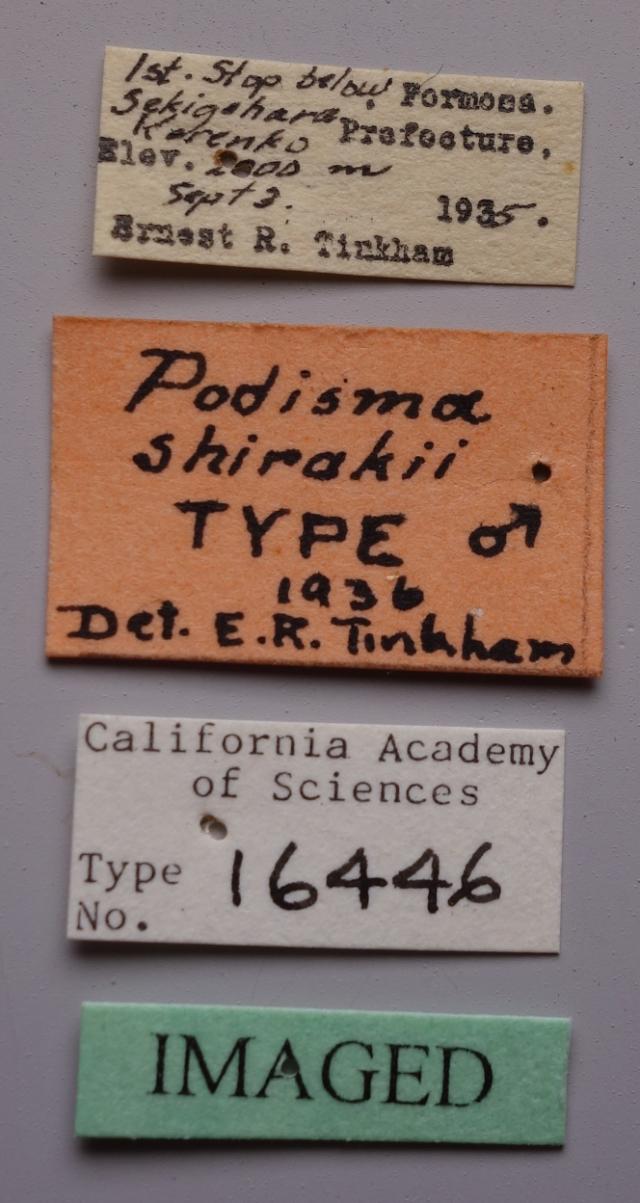 1st. Stop below Formosa.
Sekigahara,
Karenko Prefecture,
Elev. 2000 m
Sept 3. 1935.
Ernest R. Tinkham
Podisma
shirakii
TYPE ♂
1936
Det. E.R. Tinkham
California Academy
of Sciences
Type
No. 16446
IMAGED